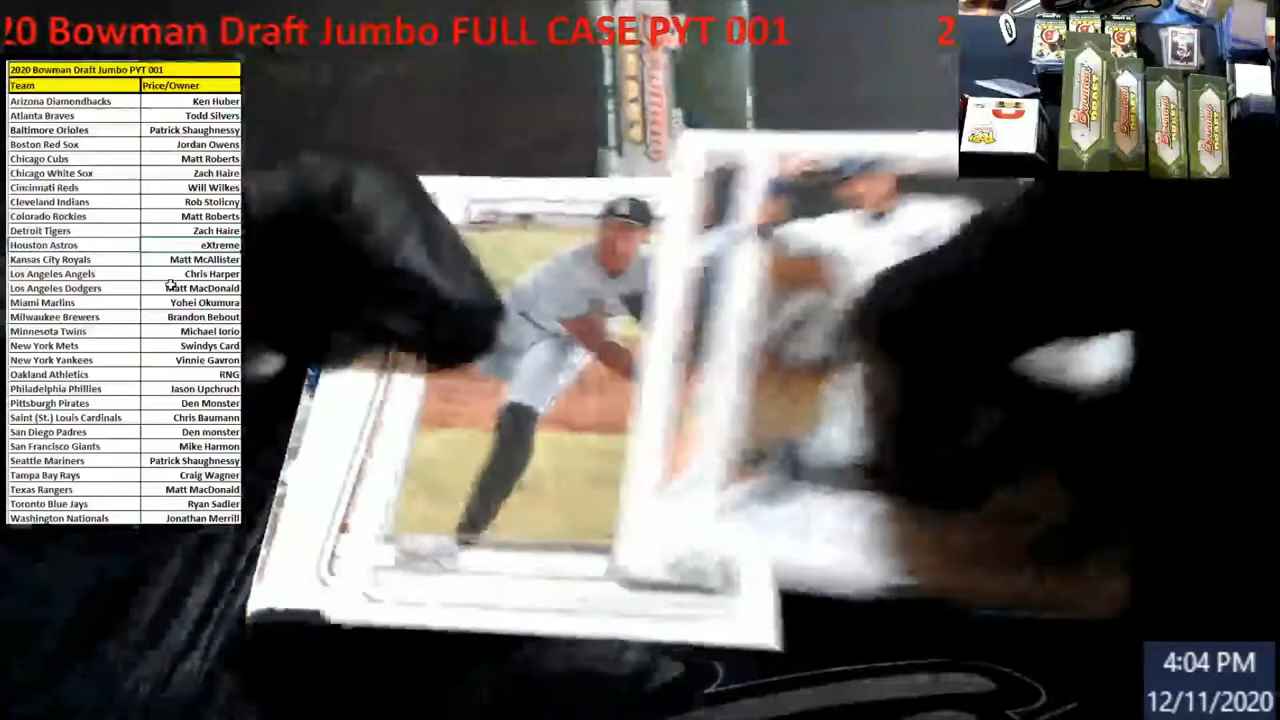 20 Bowman Draft Jumbo FULL CASE PYT 001 2
2020 Bowman Draft Jumbo PYT 001
Team Price/Owner
Arizona Diamondbacks Ken Huber
Atlanta Braves Todd Silvers
Baltimore Orioles Patrick Shaughnessy
Boston Red Sox Jordan Owens
Chicago Cubs Matt Roberts
Chicago White Sox Zach Haire
Cincinnati Reds Will Wilkes
Cleveland Indians Rob Stolicny
Colorado Rockies Matt Roberts
Detroit Tigers Zach Haire
Houston Astros eXtreme
Kansas City Royals Matt McAllister
Los Angeles Angels Chris Harper
Los Angeles Dodgers Matt MacDonald
Miami Marlins Yohei Okumura
Milwaukee Brewers Brandon Bebout
Minnesota Twins Michael Iorio
New York Mets Swindys Card
New York Yankees Vinnie Gavron
Oakland Athletics RNG
Philadelphia Phillies Jason Upchruch
Pittsburgh Pirates Den Monster
Saint (St.) Louis Cardinals Chris Baumann
San Diego Padres Den monster
San Francisco Giants Mike Harmon
Seattle Mariners Patrick Shaughnessy
Tampa Bay Rays Craig Wagner
Texas Rangers Matt MacDonald
Toronto Blue Jays Ryan Sadler
Washington Nationals Jonathan Merrill
Bowman
DRAFT
4:04 PM
12/11/2020